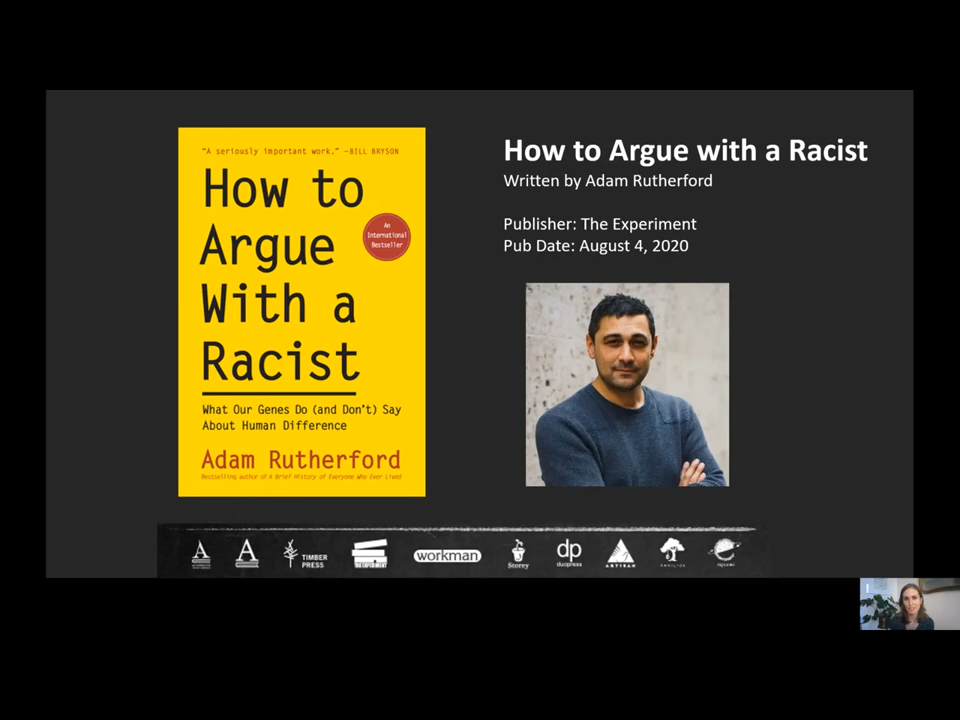 "A seriously important work." —BILL BRYSON
How to
Argue
With a
Racist
An
International
Bestseller
What Our Genes Do (and Don't) Say
About Human Difference
Adam Rutherford
Bestselling author of A Brief History of Everyone Who Ever Lived
How to Argue with a Racist
Written by Adam Rutherford
Publisher: The Experiment
Pub Date: August 4, 2020
A
A
TIMBER
PRESS
THE EXPERIMENT
workman
Storey
dp
duopress
ARTISAN
FAMILIUS